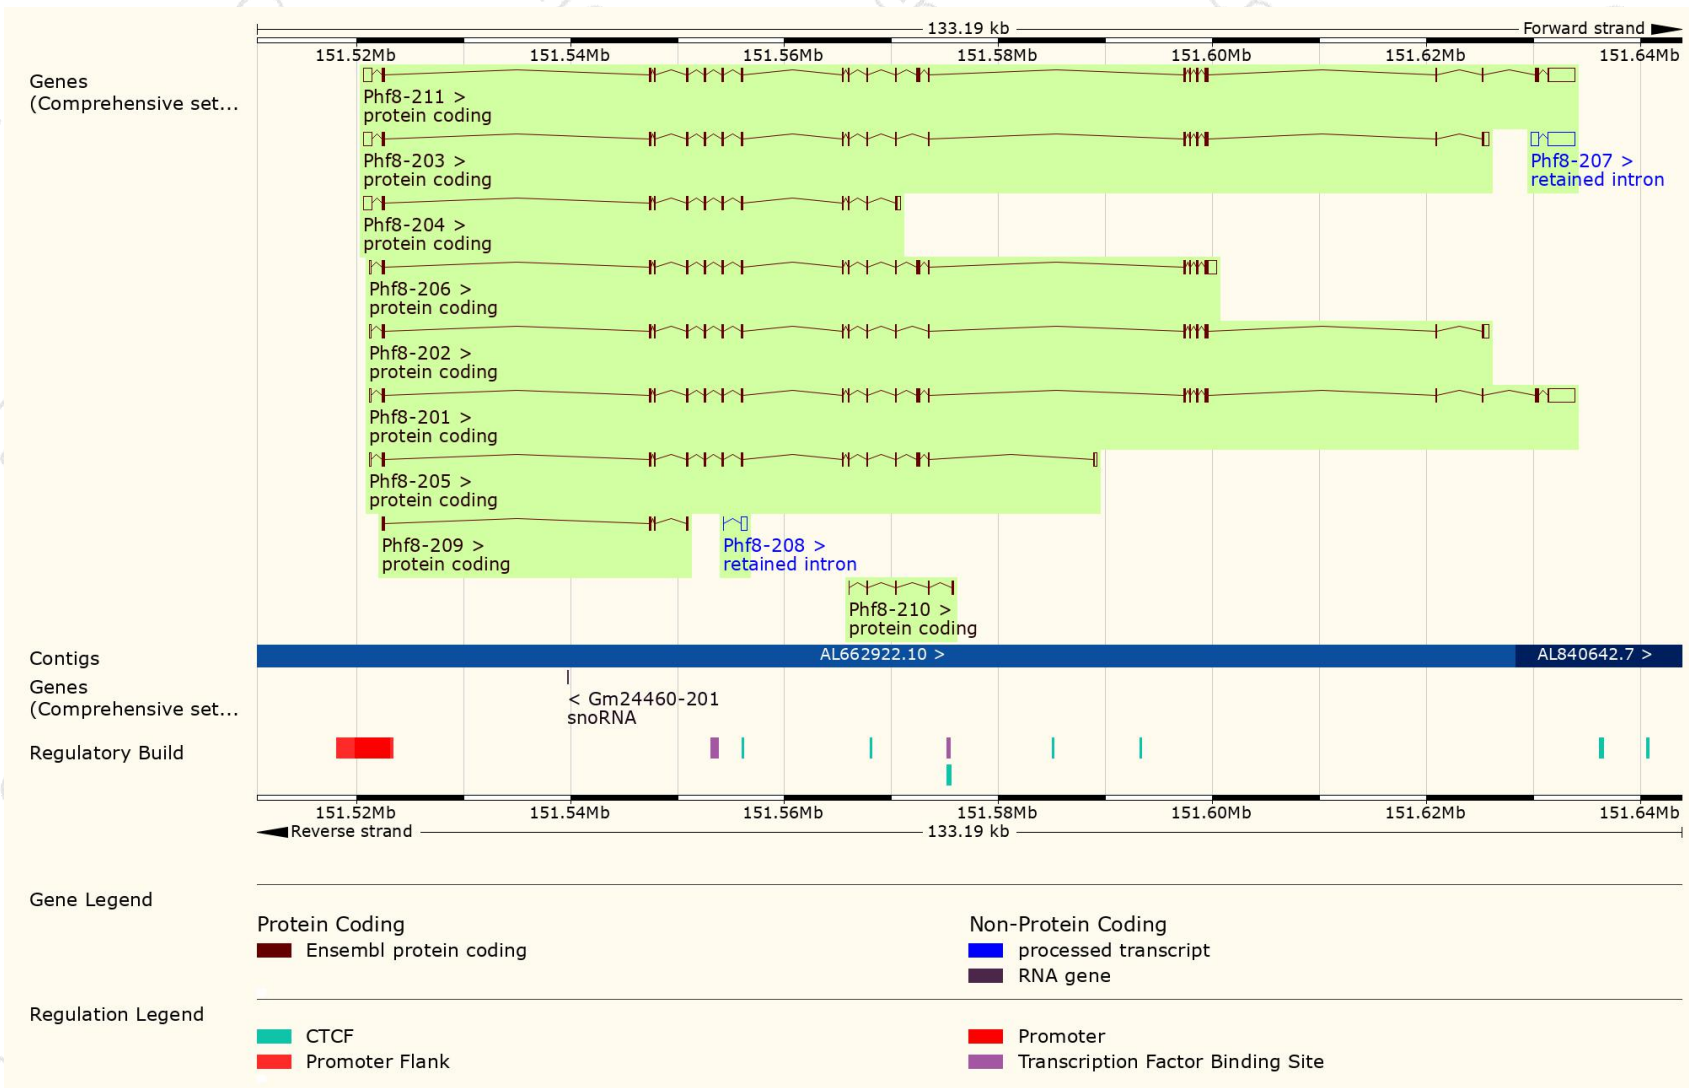 133.19 kb
Forward strand
151.52Mb 151.54Mb 151.56Mb 151.58Mb 151.60Mb 151.62Mb 151.64Mb
Genes
(Comprehensive set...
Phf8-211 >
protein coding
Phf8-203 >
protein coding
Phf8-207 >
retained intron
Phf8-204 >
protein coding
Phf8-206 >
protein coding
Phf8-202 >
protein coding
Phf8-201 >
protein coding
Phf8-205 >
protein coding
Phf8-209 >
protein coding
Phf8-208 >
retained intron
Phf8-210 >
protein coding
Contigs
AL662922.10 >
AL840642.7 >
Genes
(Comprehensive set...
< Gm24460-201
snoRNA
Regulatory Build
151.52Mb 151.54Mb 151.56Mb 151.58Mb 151.60Mb 151.62Mb 151.64Mb
Reverse strand
133.19 kb
Gene Legend
Protein Coding
Ensembl protein coding
Non-Protein Coding
processed transcript
RNA gene
Regulation Legend
CTCF
Promoter Flank
Promoter
Transcription Factor Binding Site